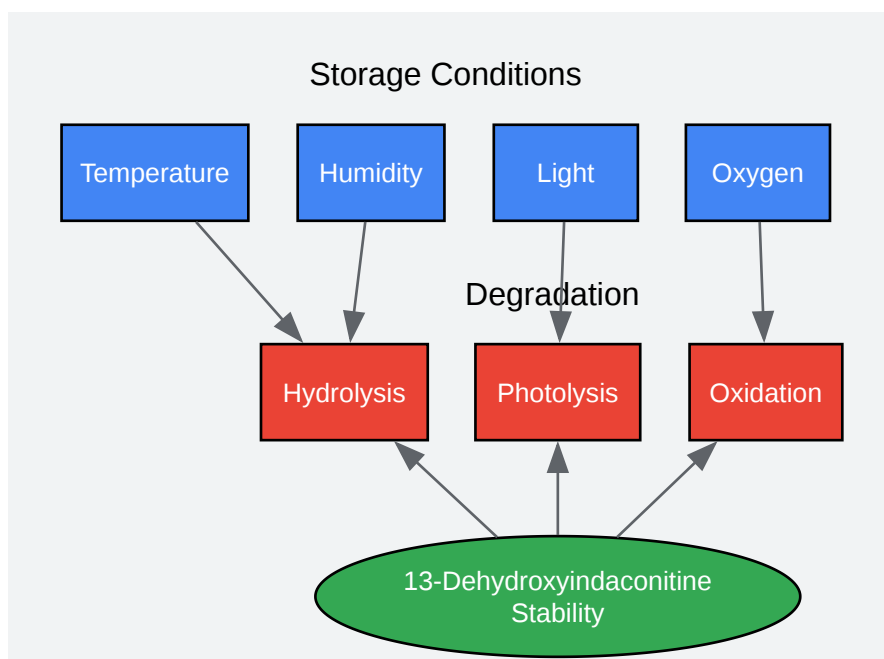 Storage Conditions
Temperature
Humidity
Light
Oxygen
Degradation
Hydrolysis
Photolysis
Oxidation
13-Dehydroxyindaconitine
Stability